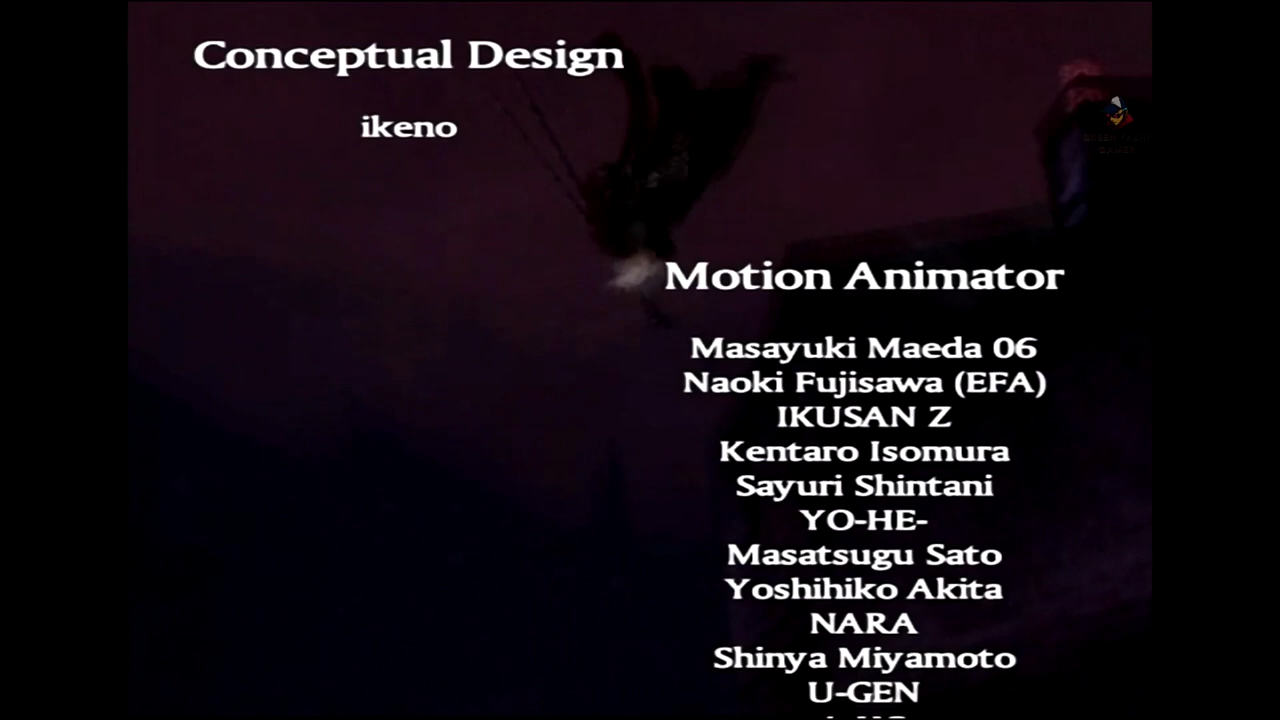 Conceptual Design
ikeno
Motion Animator
Masayuki Maeda 06
Naoki Fujisawa (EFA)
IKUSAN Z
Kentaro Isomura
Sayuri Shintani
YO-HE-
Masatsugu Sato
Yoshihiko Akita
NARA
Shinya Miyamoto
U-GEN